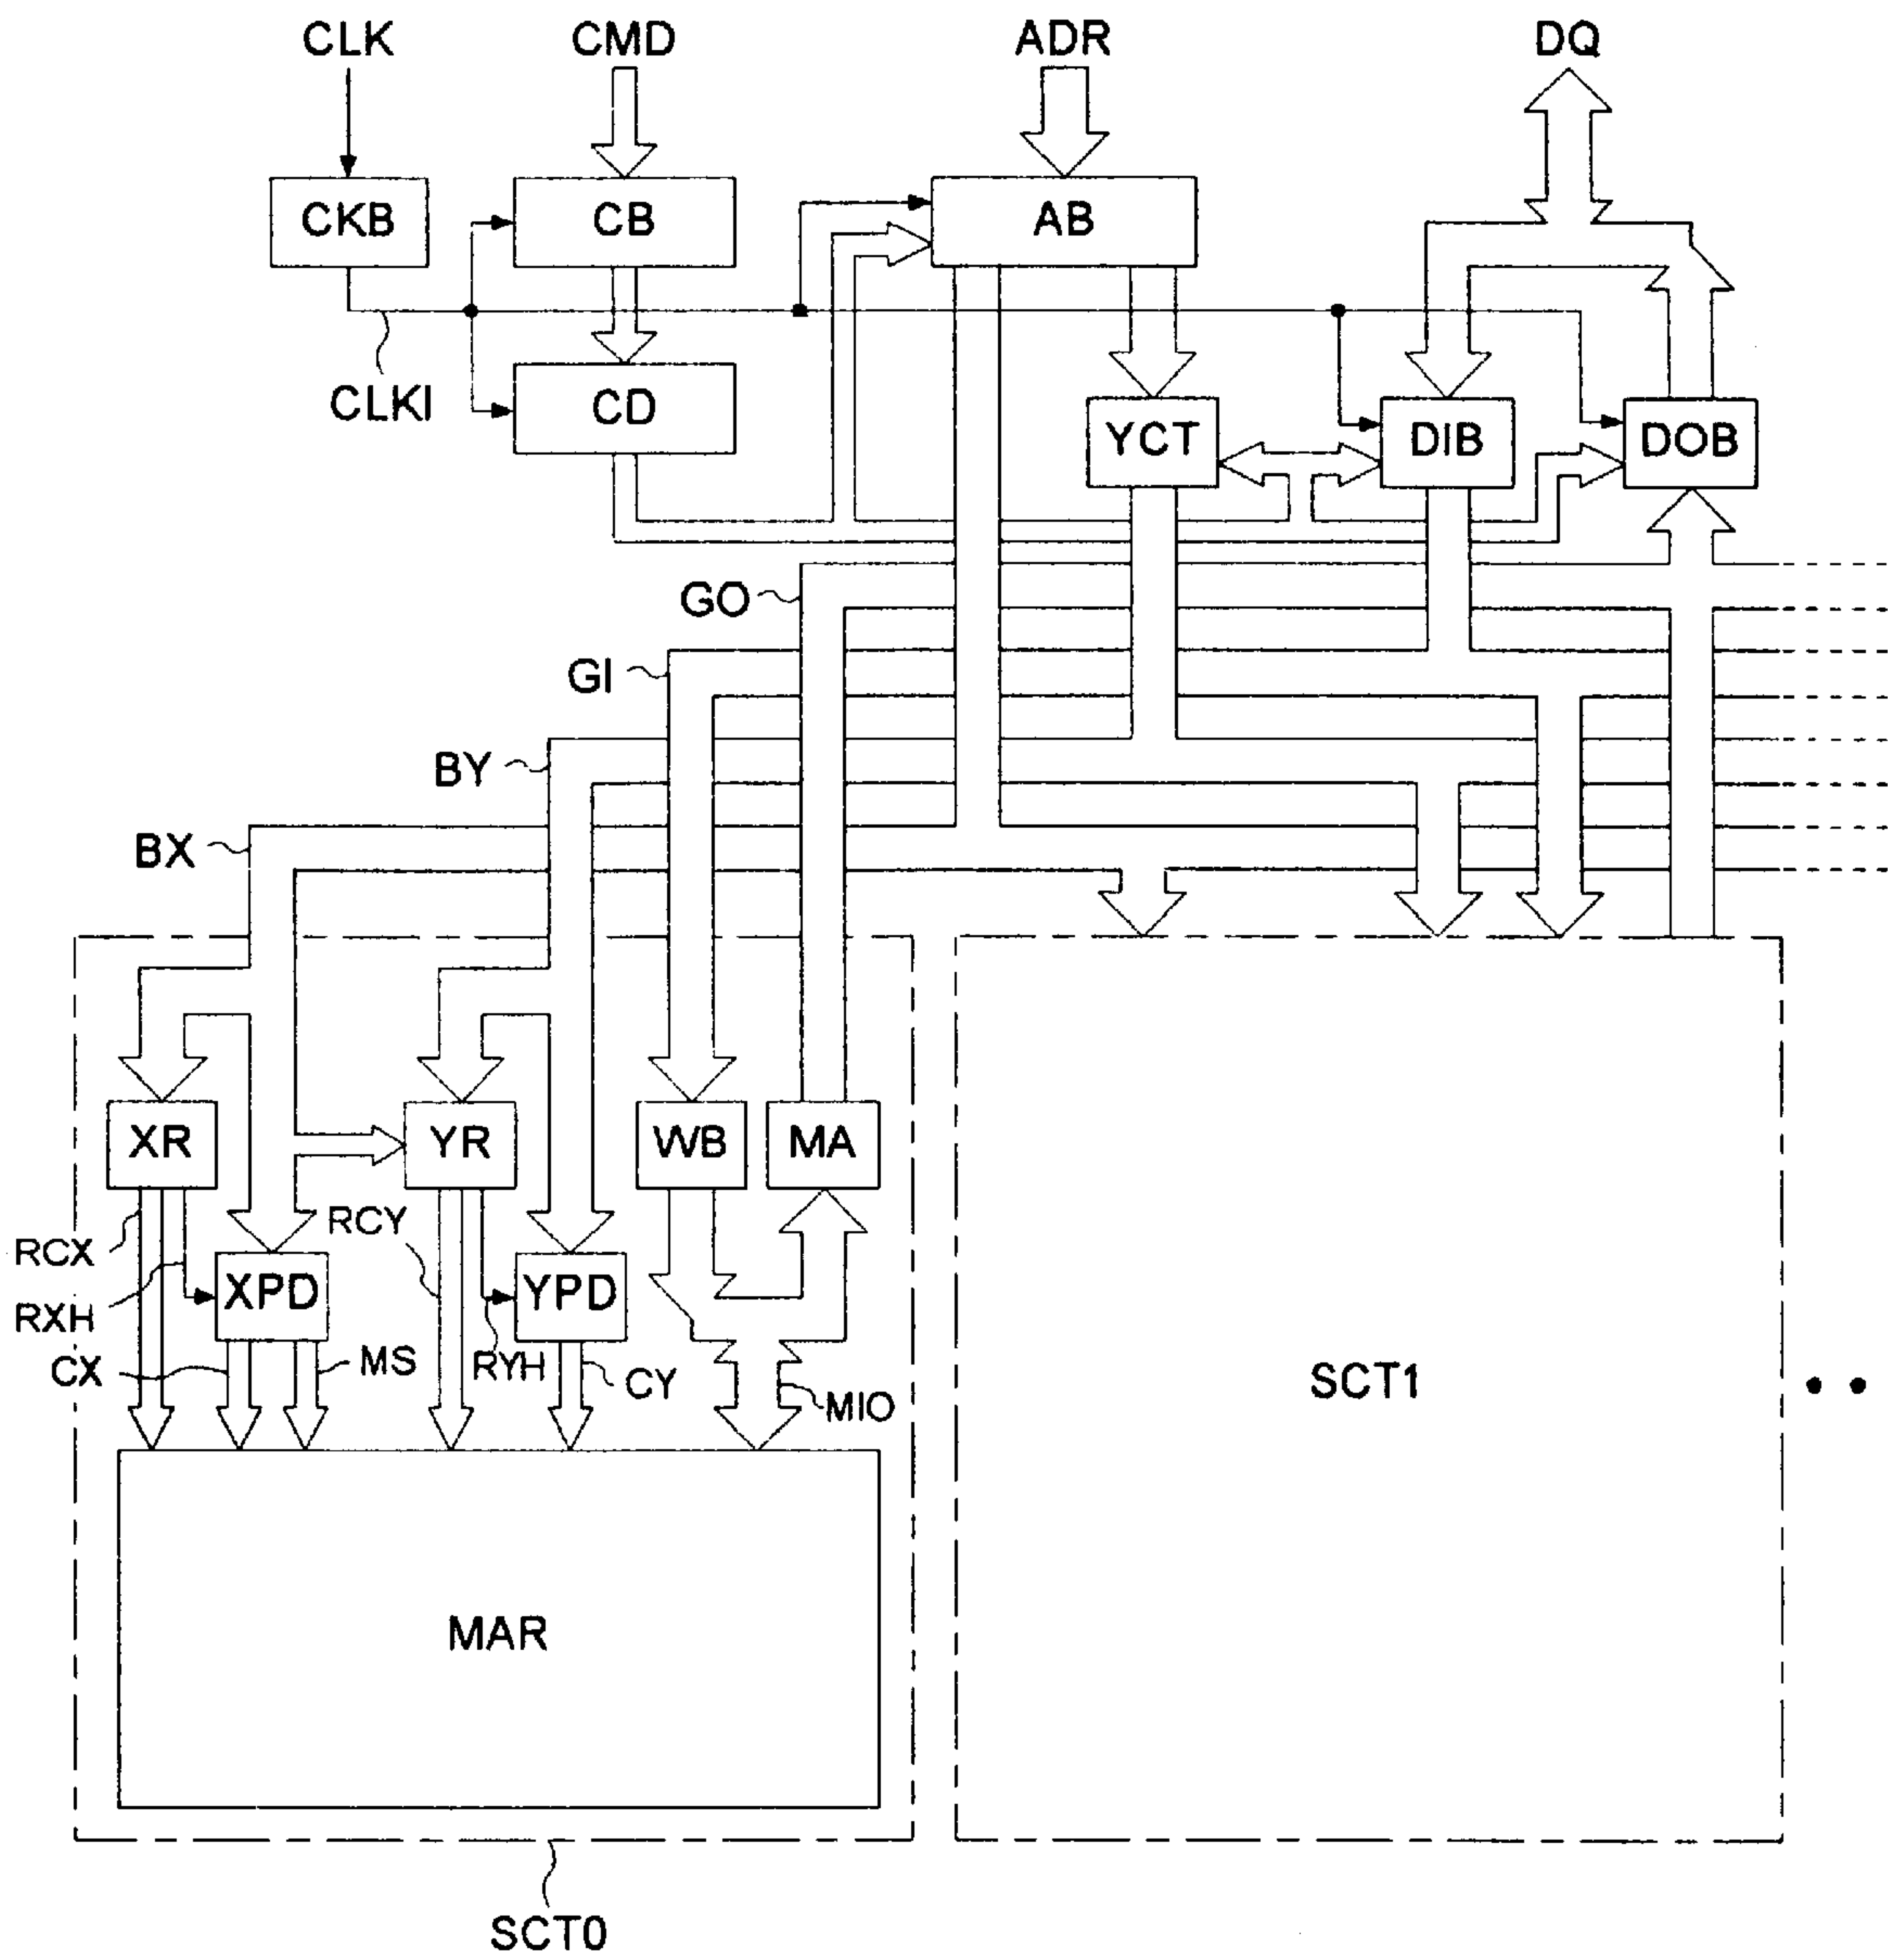 CLK
CMD
ADR
DQ
CKB
CB
AB
CLKI
CD
YCT
DIB
DOB
GO
GI
BY
BX
XR
YR
WB
MA
RCX
RCY
XPD
YPD
RXH
CX
MS
RYH
CY
MIO
SCT1
MAR
SCT0